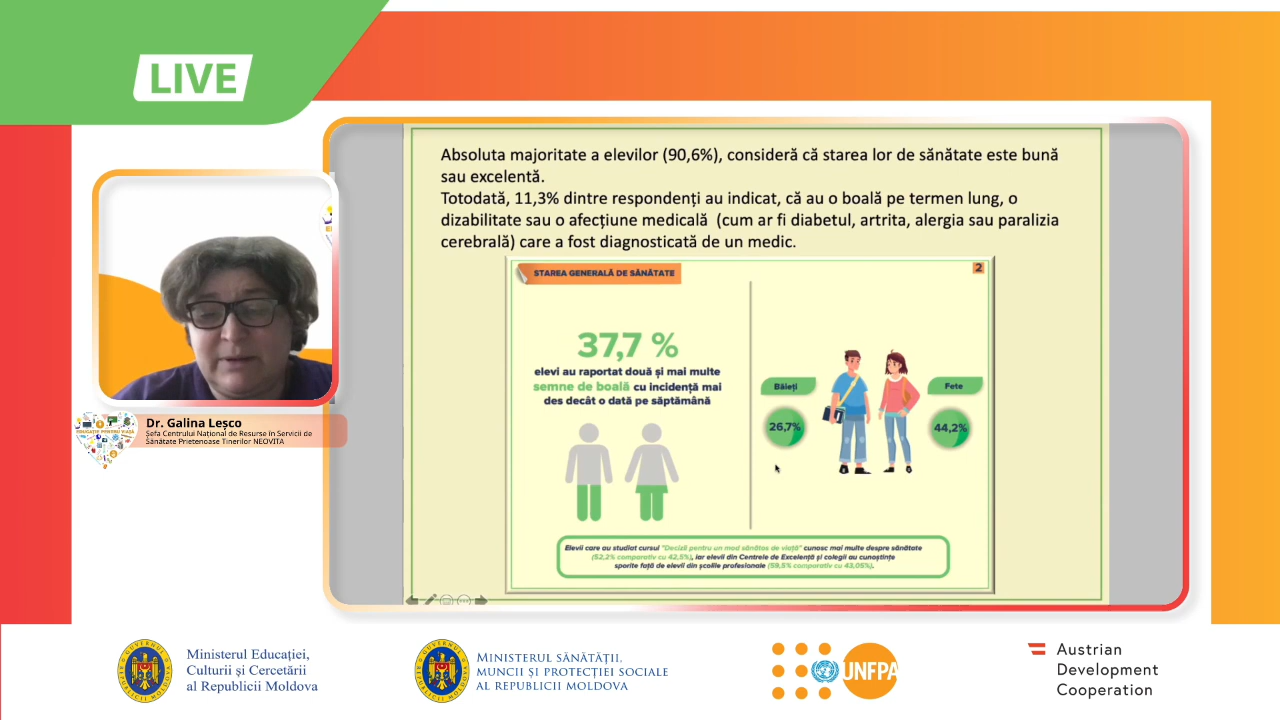 LIVE
Absoluta majoritate a elevilor (90,6%), consideră că starea lor de sănătate este bună
sau excelentă.
Totodată, 11,3% dintre respondenți au indicat, că au o boală pe termen lung, o
dizabilitate sau o afecțiune medicală (cum ar fi diabetul, artrita, alergia sau paralizia
cerebrală) care a fost diagnosticată de un medic.
STAREA GENERALĂ DE SĂNĂTATE
2
37,7 %
elevi au raportat două și mai multe
semne de boală cu incidență mai
des decât o dată pe săptămână
Băieți
Fete
26,7%
44,2%
Elevii care au studiat cursul "Decizii pentru un mod sănătos de viață" cunosc mai multe despre sănătate
(52,2% comparativ cu 42,5%), iar elevii din Centrele de Excelență și colegii au cunoștințe
sporite față de elevii din școlile profesionale (59,5% comparativ cu 43,05%).
EDUCAȚIE PENTRU VIAȚĂ
Dr. Galina Leșco
Șefa Centrului Național de Resurse în Servicii de
Sănătate Prietenoase Tinerilor NEOVITA
Ministerul Educației,
Culturii și Cercetării
al Republicii Moldova
MINISTERUL SĂNĂTĂȚII,
MUNCII ȘI PROTECȚIEI SOCIALE
AL REPUBLICII MOLDOVA
UNFPA
Austrian
Development
Cooperation